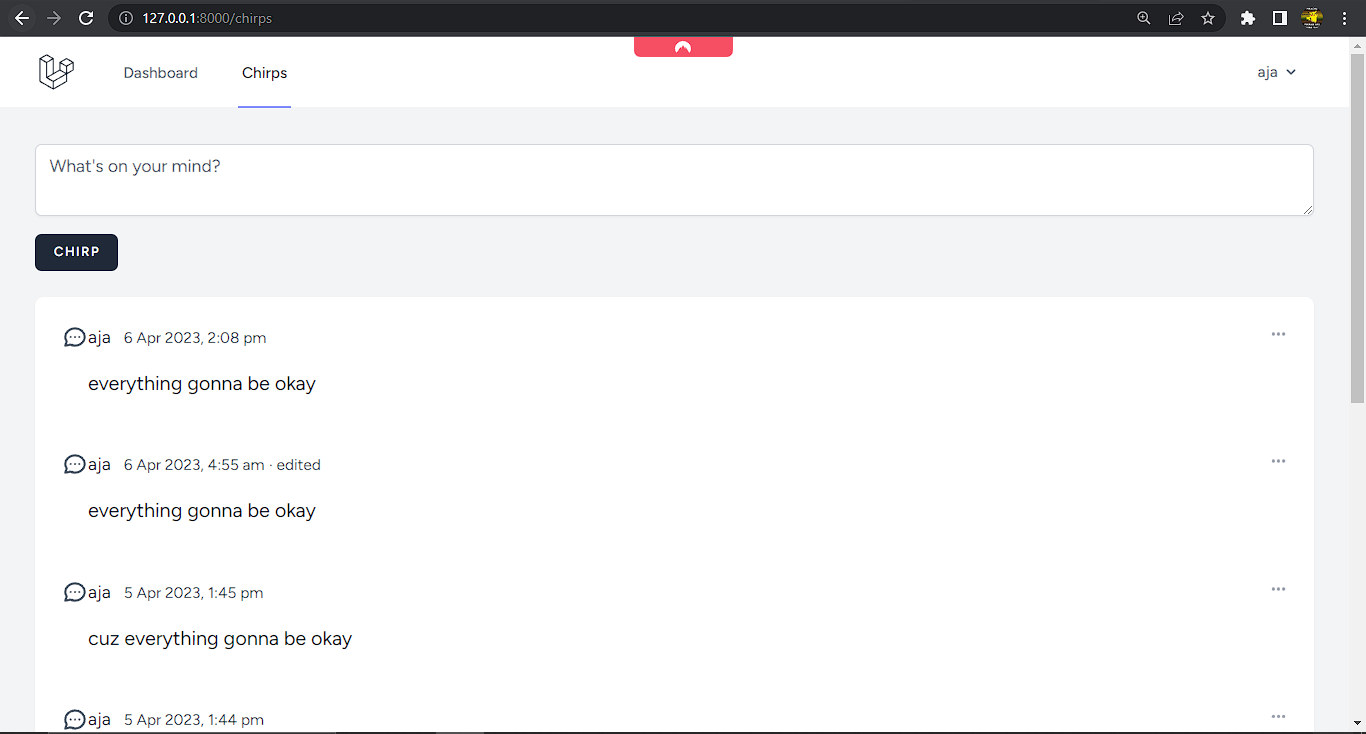 127.0.0.1:8000/chirps
Dashboard Chirps aja
What's on your mind?
CHIRP
aja 6 Apr 2023, 2:08 pm
everything gonna be okay
aja 6 Apr 2023, 4:55 am · edited
everything gonna be okay
aja 5 Apr 2023, 1:45 pm
cuz everything gonna be okay
aja 5 Apr 2023, 1:44 pm